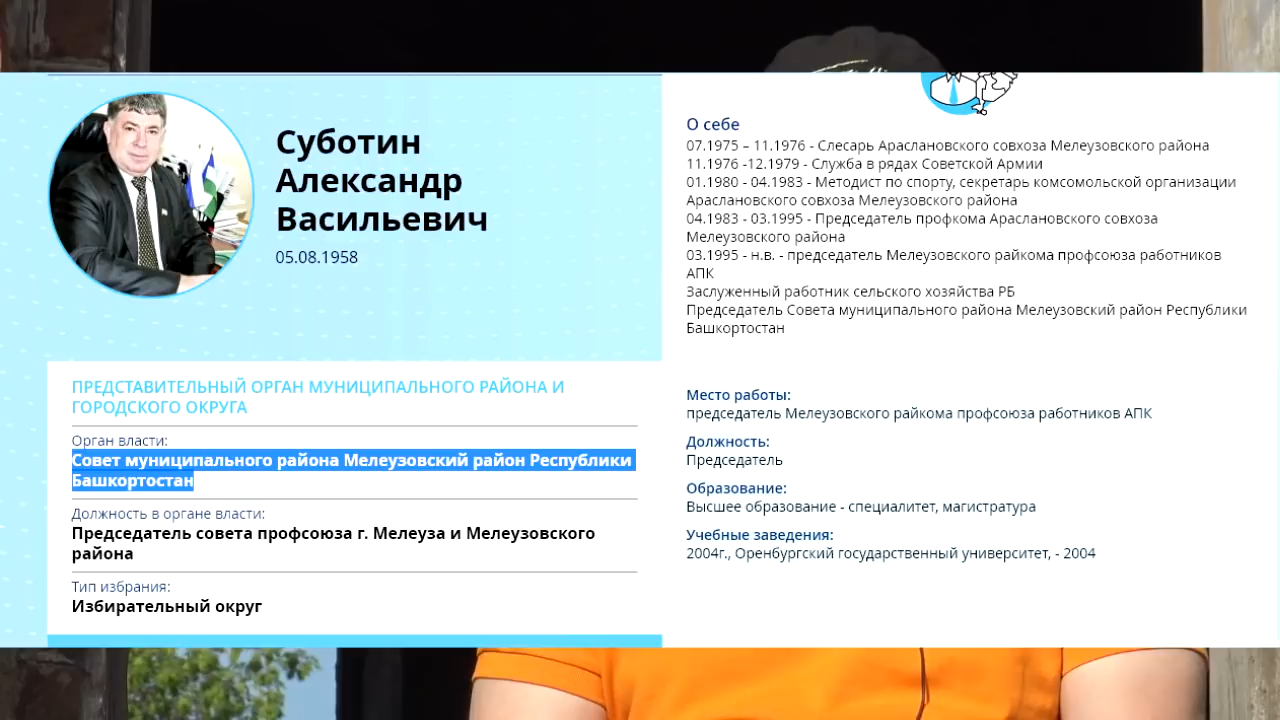 Суботин
Александр
Васильевич
05.08.1958
ПРЕДСТАВИТЕЛЬНЫЙ ОРГАН МУНИЦИПАЛЬНОГО РАЙОНА И
ГОРОДСКОГО ОКРУГА
Орган власти:
Совет муниципального района Мелеузовский район Республики
Башкортостан
Должность в органе власти:
Председатель совета профсоюза г. Мелеуза и Мелеузовского
района
Тип избрания:
Избирательный округ
О себе
07.1975 – 11.1976 - Слесарь Араслановского совхоза Мелеузовского района
11.1976 -12.1979 - Служба в рядах Советской Армии
01.1980 - 04.1983 - Методист по спорту, секретарь комсомольской организации
Араслановского совхоза Мелеузовского района
04.1983 - 03.1995 - Председатель профкома Араслановского совхоза
Мелеузовского района
03.1995 - н.в. - председатель Мелеузовского райкома профсоюза работников
АПК
Заслуженный работник сельского хозяйства РБ
Председатель Совета муниципального района Мелеузовский район Республики
Башкортостан
Место работы:
председатель Мелеузовского райкома профсоюза работников АПК
Должность:
Председатель
Образование:
Высшее образование - специалитет, магистратура
Учебные заведения:
2004г., Оренбургский государственный университет, - 2004